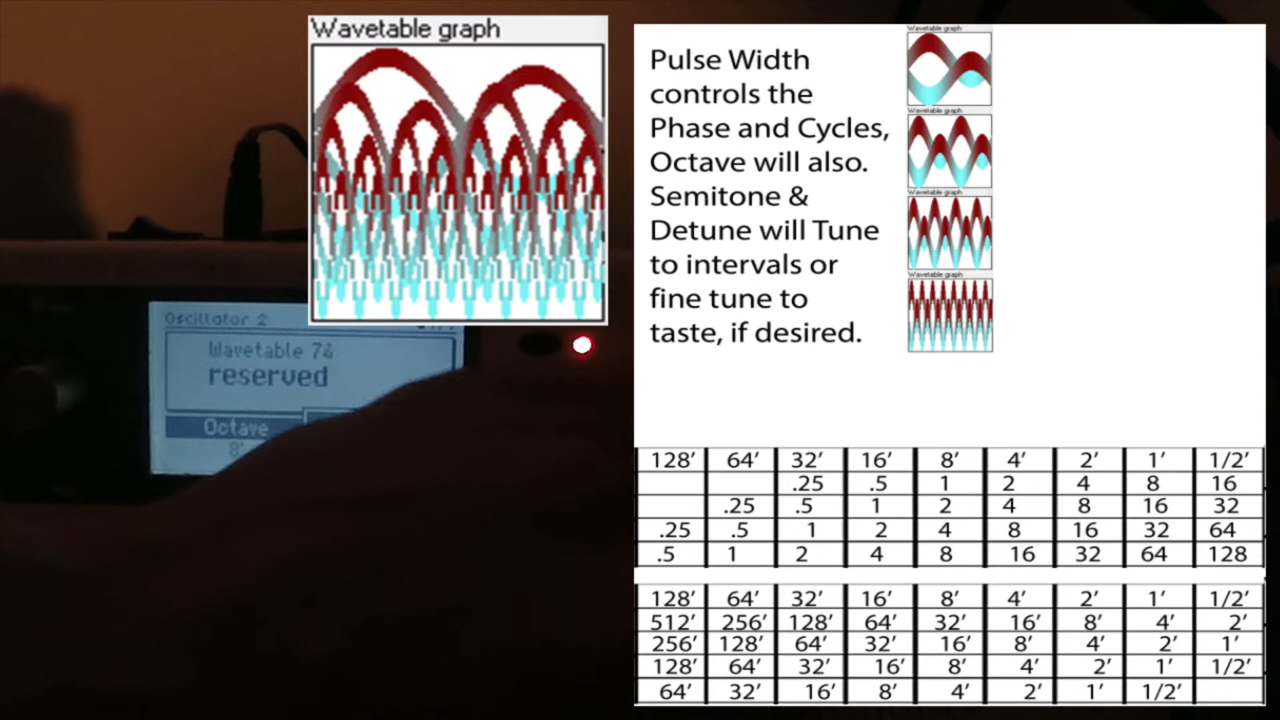 Wavetable graph
Oscillator 2
Wavetable 74
reserved
Octave
8'
Pulse Width
controls the
Phase and Cycles,
Octave will also.
Semitone &
Detune will Tune
to intervals or
fine tune to
taste, if desired.
Wavetable graph
Wavetable graph
Wavetable graph
Wavetable graph
128’ 64’ 32’ 16’ 8’ 4’ 2’ 1’ 1/2’
.25 .5 1 2 4 8 16
.25 .5 1 2 4 8 16 32
.25 .5 1 2 4 8 16 32 64
.5 1 2 4 8 16 32 64 128
128’ 64’ 32’ 16’ 8’ 4’ 2’ 1’ 1/2’
512’ 256’ 128’ 64’ 32’ 16’ 8’ 4’ 2’
256’ 128’ 64’ 32’ 16’ 8’ 4’ 2’ 1’
128’ 64’ 32’ 16’ 8’ 4’ 2’ 1’ 1/2’
64’ 32’ 16’ 8’ 4’ 2’ 1’ 1/2’